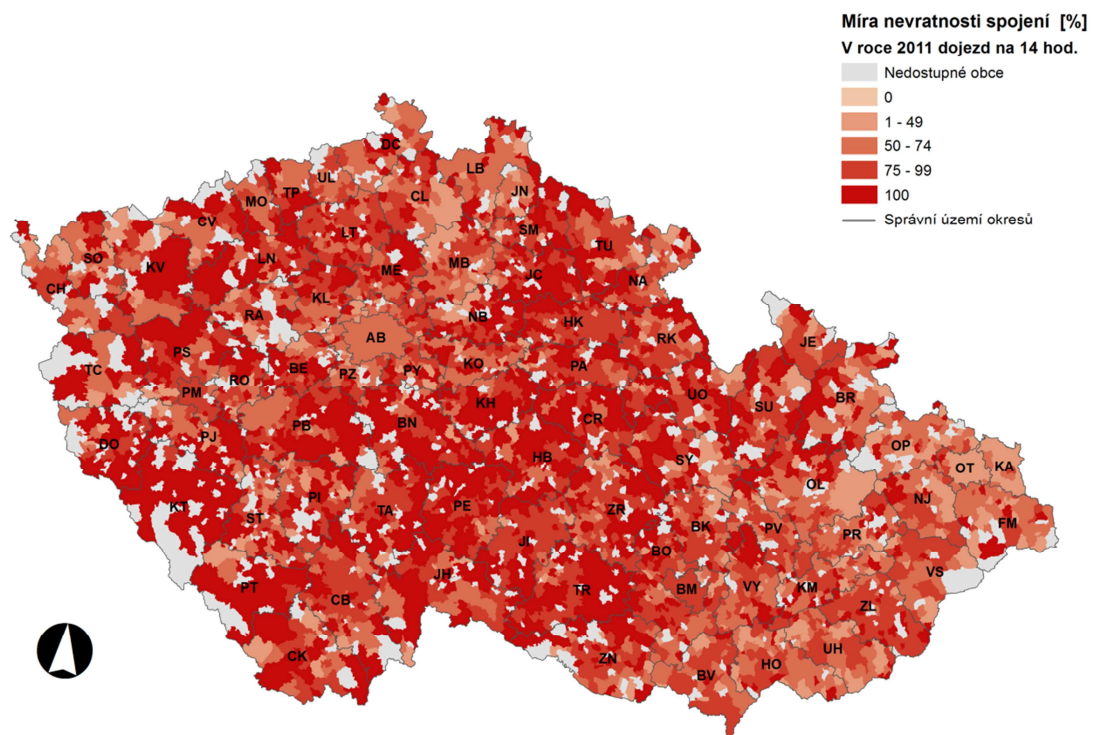 Míra nevratnosti spojení [%]
V roce 2011 dojezd na 14 hod.
Nedostupné obce
0
1 - 49
50 - 74
75 - 99
100
Správní území okresů
DC
LB
UL
JN
TP
CL
MO
CV
LT
SM
TU
SO
LN
KV
ME
MB
JC
NA
CH
KL
RA
NB
HK
AB
RK
JE
PS
TC
BE
PZ
PY
KO
PA
RO
PM
UO
BR
KH
SU
CR
PB
BN
DO
PJ
OP
HB
SY
OT
KA
OL
PI
NJ
KT
ST
TA
PE
ZR
FM
BK
PV
PR
JI
BO
VS
JH
PT
TR
BM
VY
KM
CB
ZL
UH
CK
ZN
HO
BV